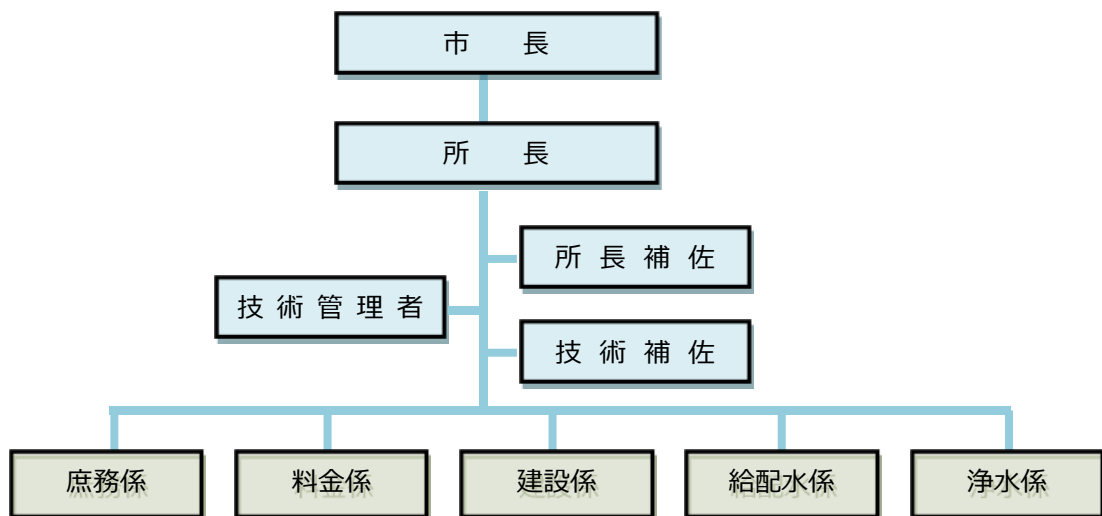 市　長
所　長
所長補佐
技術管理者
技術補佐
庶務係
料金係
建設係
給配水係
浄水係